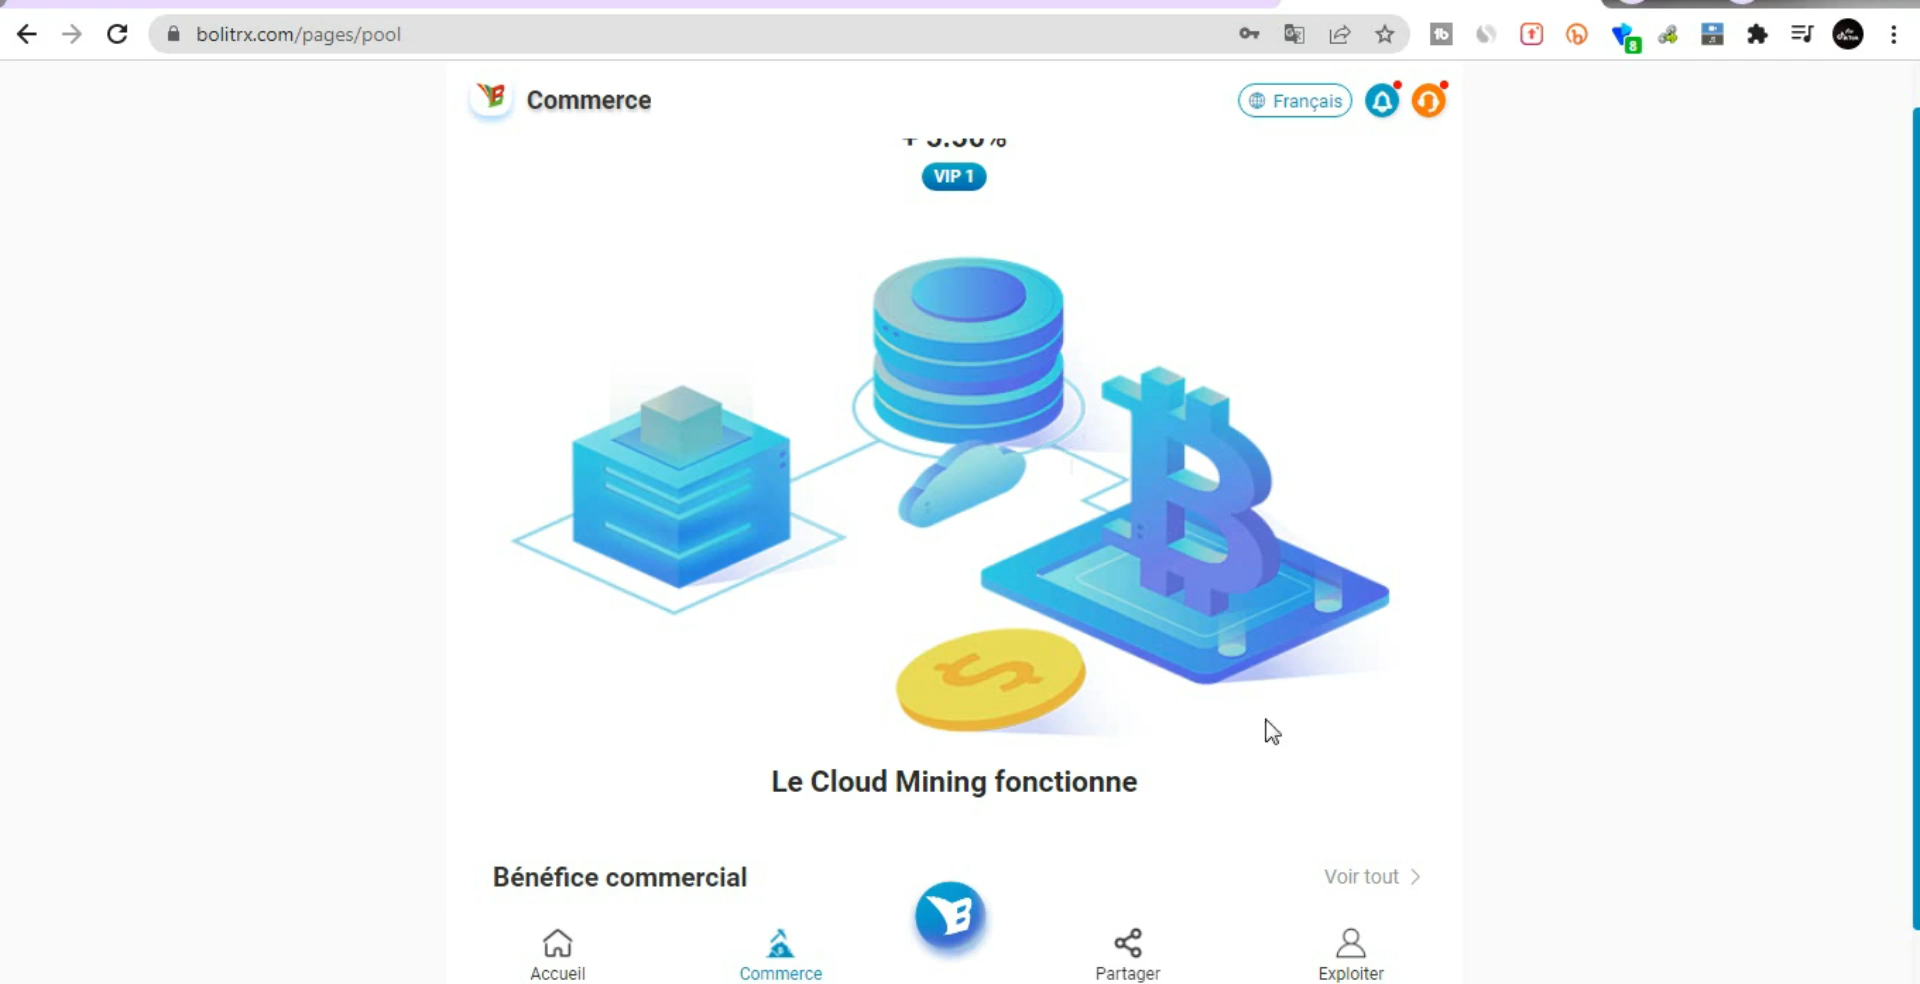 bolitrx.com/pages/pool
8
Commerce
Français
VIP 1
Le Cloud Mining fonctionne
Bénéfice commercial
Voir tout
Accueil
Commerce
Partager
Exploiter